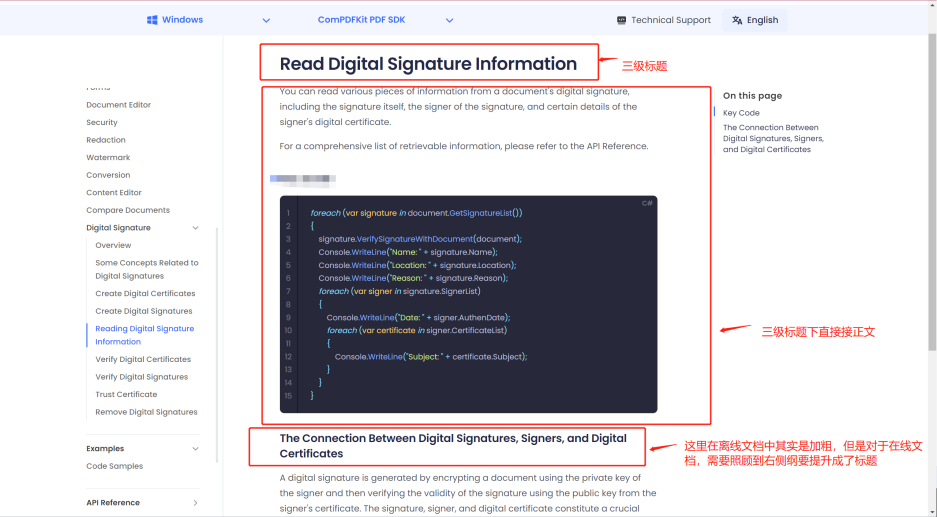 Windows
ComPDFKit PDF SDK
Technical Support
English
Read Digital Signature Information
三级标题
Document Editor
Security
Redaction
Watermark
Conversion
Content Editor
Compare Documents
Digital Signature
Overview
Some Concepts Related to
Digital Signatures
Create Digital Certificates
Create Digital Signatures
Reading Digital Signature
Information
Verify Digital Certificates
Verify Digital Signatures
Trust Certificate
Remove Digital Signatures
Examples
Code Samples
API Reference
You can read various pieces of information from a document's digital signature,
including the signature itself, the signer of the signature, and certain details of the
signer's digital certificate.
For a comprehensive list of retrievable information, please refer to the API Reference.
C#
1 foreach (var signature in document.GetSignatureList())
2 {
3 signature.VerifySignatureWithDocument(document);
4 Console.WriteLine("Name: " + signature.Name);
5 Console.WriteLine("Location: " + signature.Location);
6 Console.WriteLine("Reason: " + signature.Reason);
7 foreach (var signer in signature.SignerList)
8 {
9 Console.WriteLine("Date: " + signer.AuthenDate);
10 foreach (var certificate in signer.CertificateList)
11 {
12 Console.WriteLine("Subject: " + certificate.Subject);
13 }
14 }
15 }
三级标题下直接接正文
The Connection Between Digital Signatures, Signers, and Digital
Certificates
这里在离线文档中其实是加粗，但是对于在线文
档，需要照顾到右侧纲要提升成了标题
A digital signature is generated by encrypting a document using the private key of
the signer and then verifying the validity of the signature using the public key from the
signer's certificate. The signature, signer, and digital certificate constitute a crucial
On this page
Key Code
The Connection Between
Digital Signatures, Signers,
and Digital Certificates